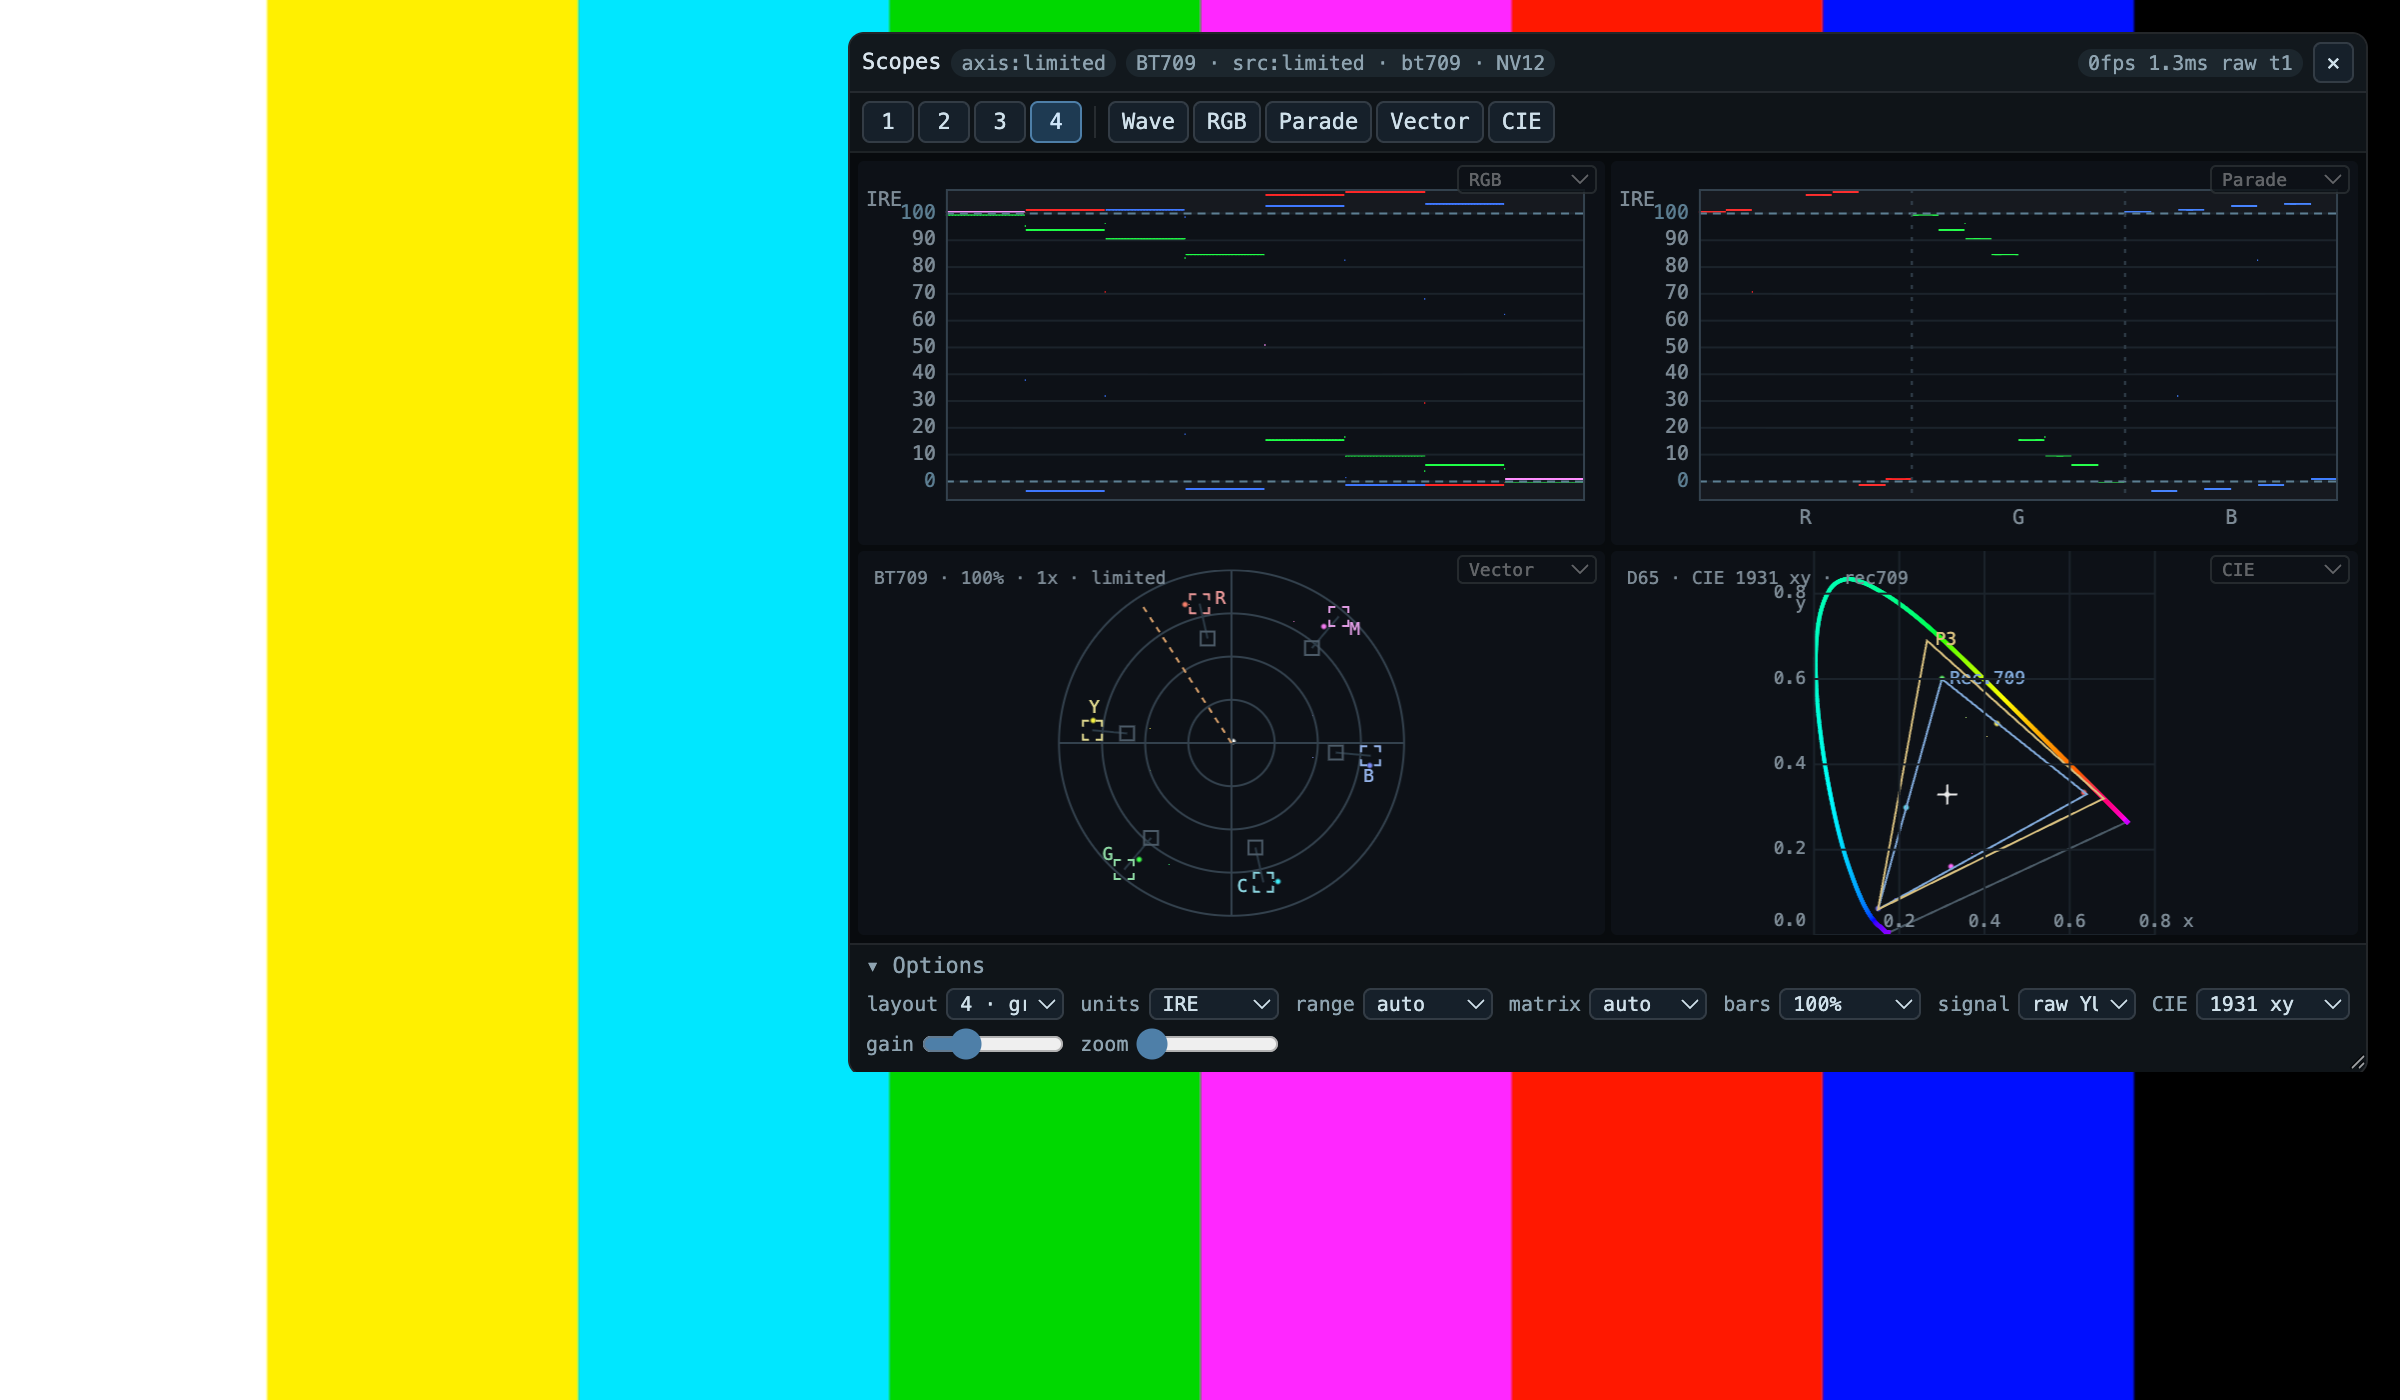 Scopes axis:limited BT709 · src:limited · bt709 · NV12 0fps 1.3ms raw t1 ×
1 2 3 4 Wave RGB Parade Vector CIE
RGB
IRE
100
90
80
70
60
50
40
30
20
10
0
Parade
IRE
100
90
80
70
60
50
40
30
20
10
0
R G B
BT709 · 100% · 1x · limited
Vector
R
M
Y
B
G
C
D65 · CIE 1931 xy · rec709
CIE
0.8
y
P3
0.6
Rec.709
0.4
0.2
0.0 0.2 0.4 0.6 0.8 x
▼ Options
layout 4 · gr units IRE range auto matrix auto bars 100% signal raw YU CIE 1931 xy
gain zoom